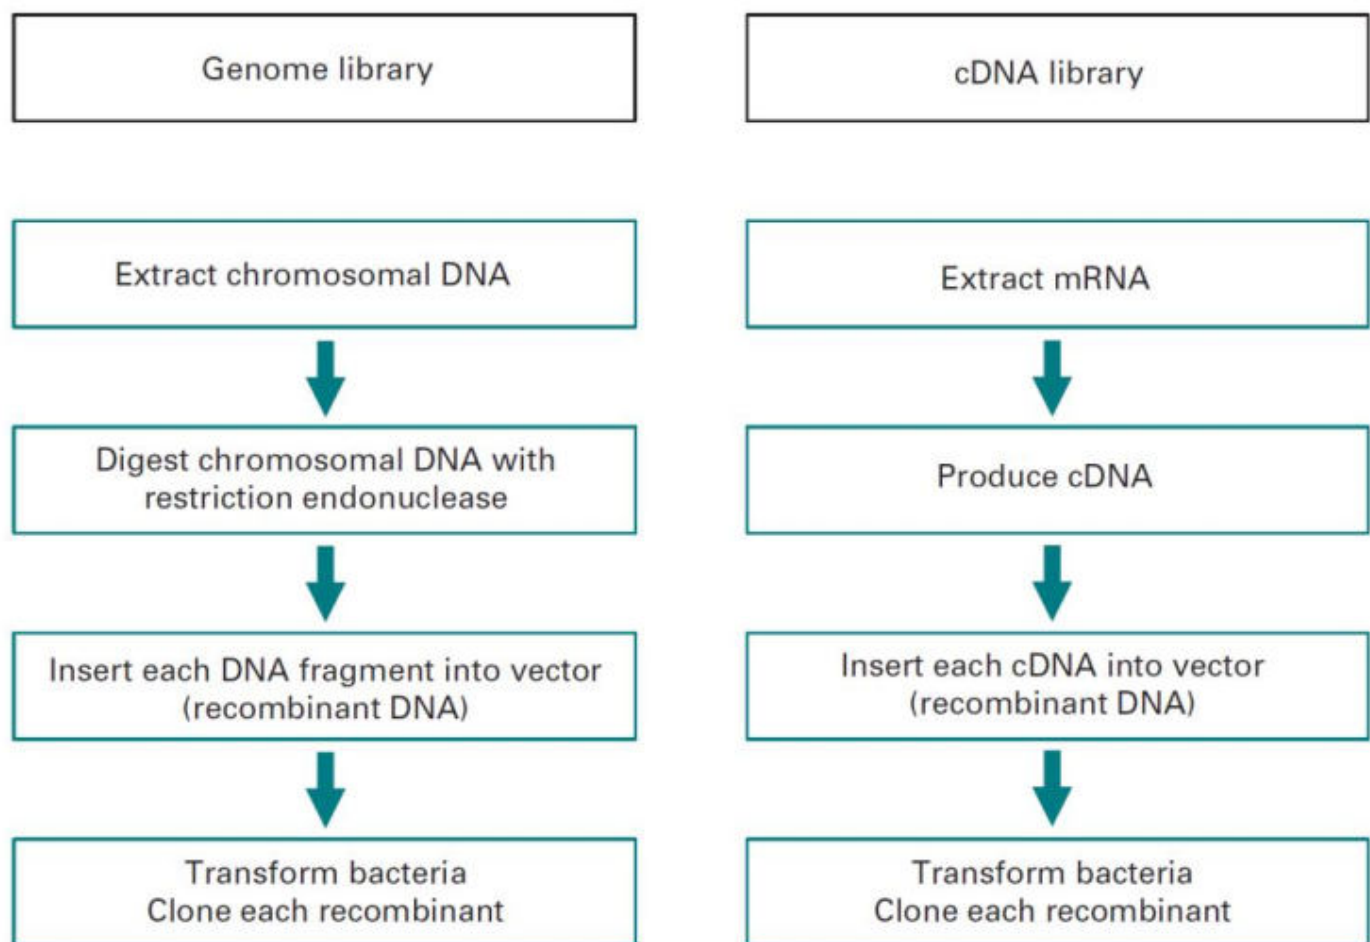 Genome library
cDNA library
Extract chromosomal DNA
Extract mRNA
Digest chromosomal DNA with
restriction endonuclease
Produce cDNA
Insert each DNA fragment into vector
(recombinant DNA)
Insert each cDNA into vector
(recombinant DNA)
Transform bacteria
Clone each recombinant
Transform bacteria
Clone each recombinant